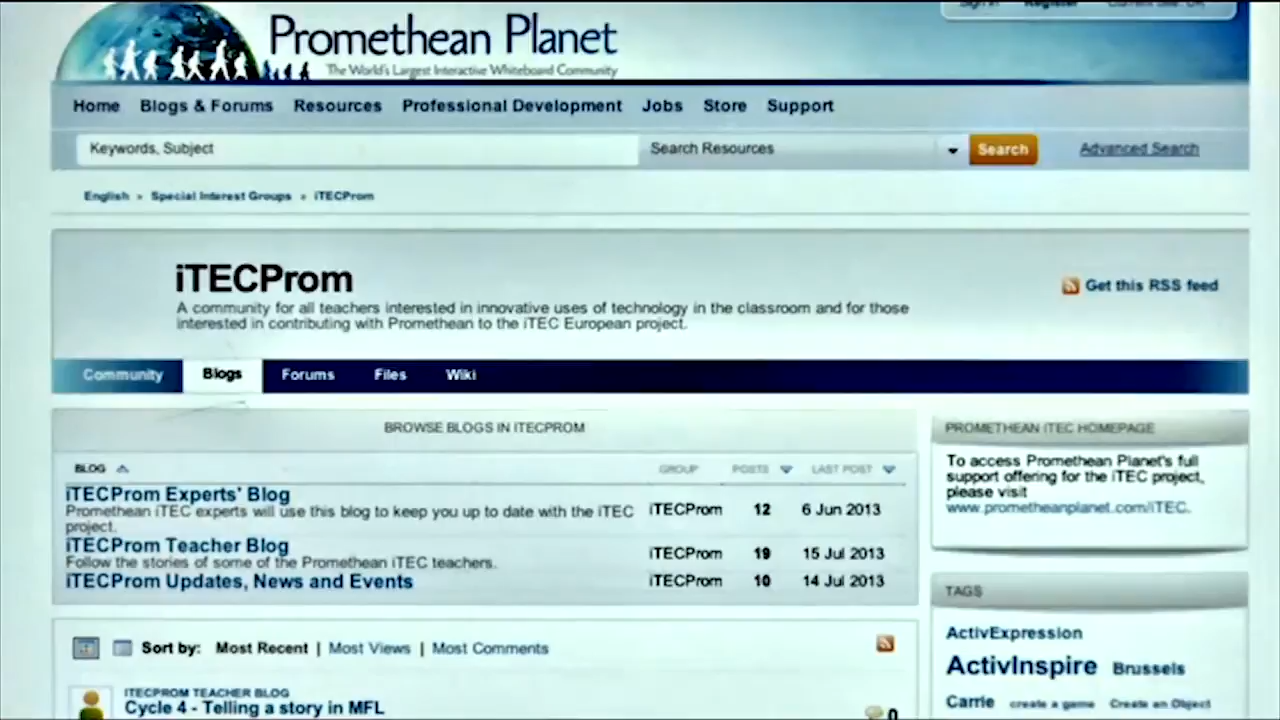 Sign in Register Current Site: UK
Promethean Planet
The World's Largest Interactive Whiteboard Community
Home Blogs & Forums Resources Professional Development Jobs Store Support
Keywords, Subject Search Resources Search Advanced Search
English » Special Interest Groups » iTECProm
iTECProm
Get this RSS feed
A community for all teachers interested in innovative uses of technology in the classroom and for those
interested in contributing with Promethean to the iTEC European project.
Community Blogs Forums Files Wiki
BROWSE BLOGS IN ITECPROM
BLOG GROUP POSTS LAST POST
iTECProm Experts' Blog
Promethean iTEC experts will use this blog to keep you up to date with the iTEC
project.
iTECProm 12 6 Jun 2013
iTECProm Teacher Blog
Follow the stories of some of the Promethean iTEC teachers.
iTECProm 19 15 Jul 2013
iTECProm Updates, News and Events iTECProm 10 14 Jul 2013
Sort by: Most Recent | Most Views | Most Comments
ITECPROM TEACHER BLOG
Cycle 4 - Telling a story in MFL
0
PROMETHEAN ITEC HOMEPAGE
To access Promethean Planet's full
support offering for the iTEC project,
please visit
www.prometheanplanet.com/iTEC.
TAGS
ActivExpression
ActivInspire Brussels
Carrie create a game Create an Object